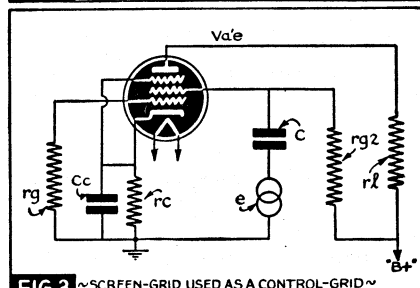 Va'e
rg
Cc
rc
C
e
rg2
rl
"B+"
FIG 2 ~SCREEN-GRID USED AS A CONTROL-GRID~